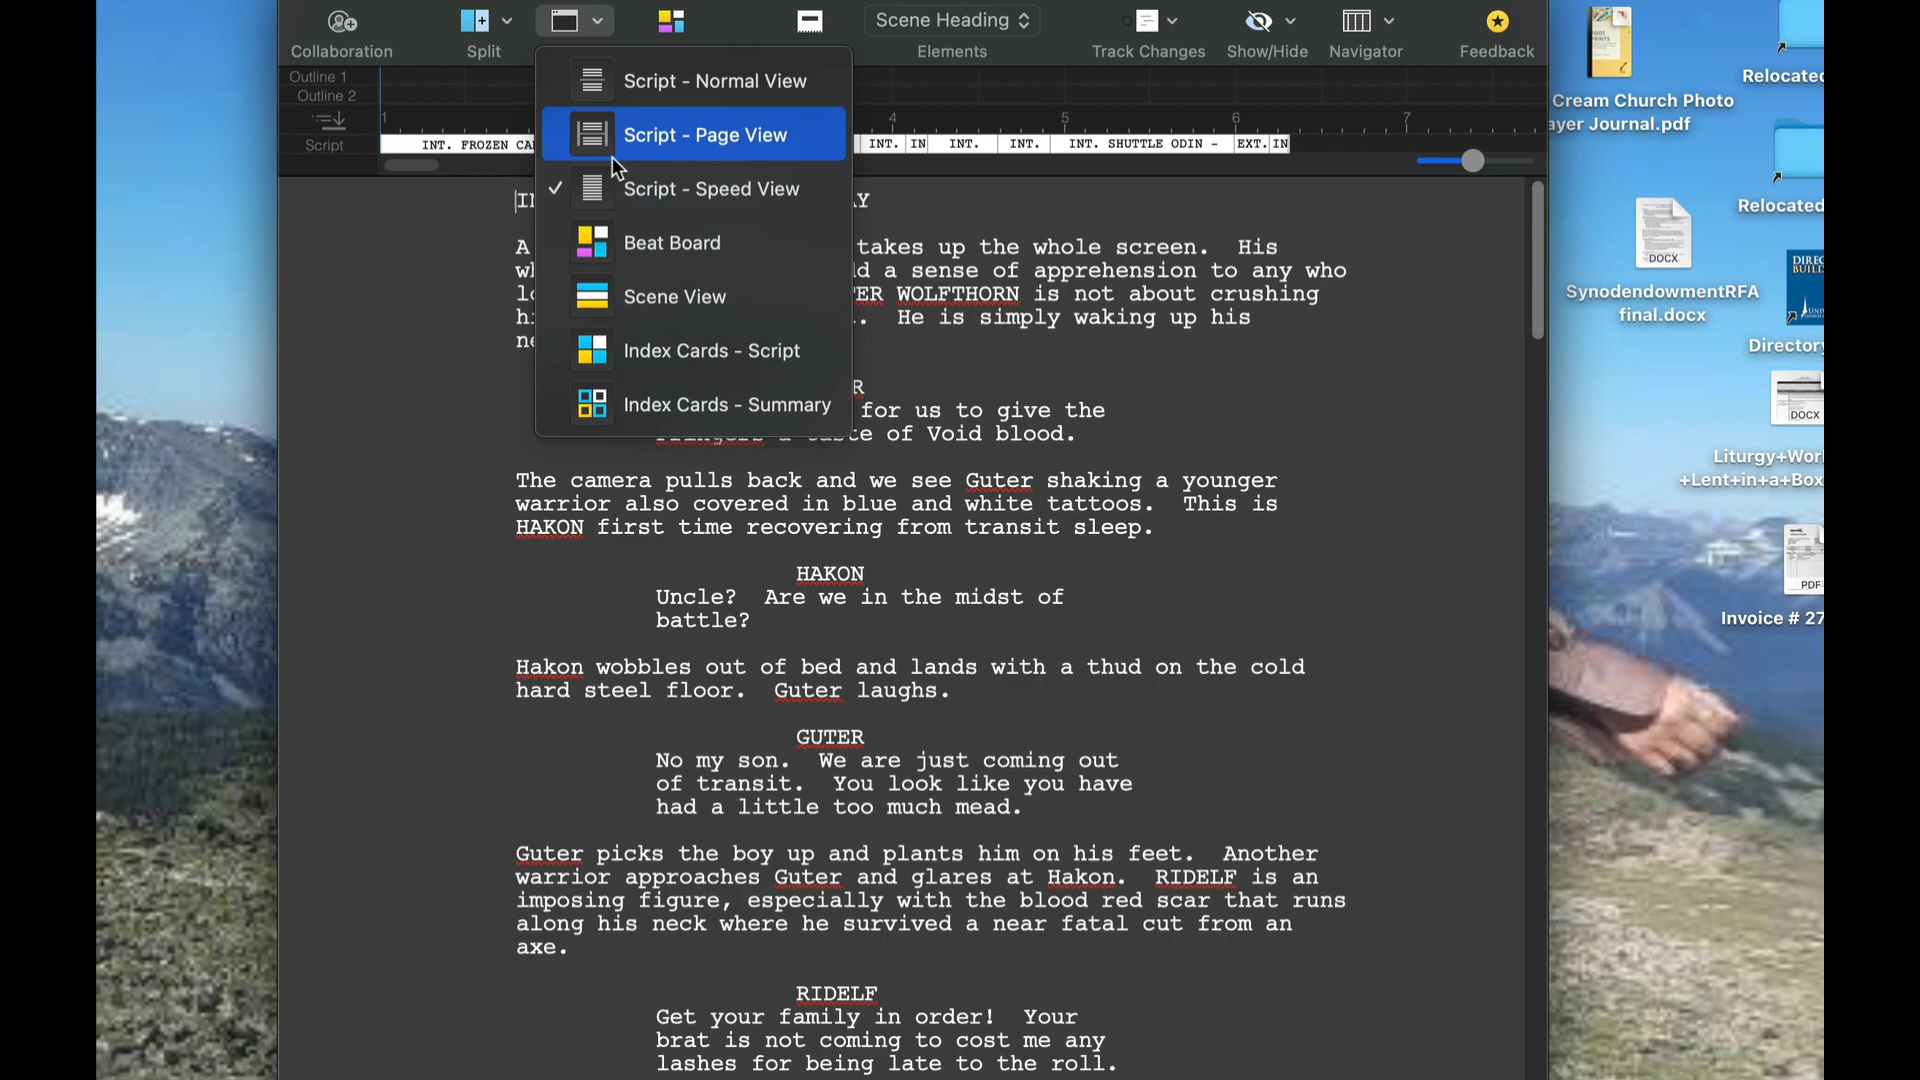 Scene Heading
Collaboration
Split
Elements
Track Changes
Show/Hide
Navigator
Feedback
Outline 1
Outline 2
Script
1
4
5
6
7
INT. FROZEN CA
INT.
IN
INT.
INT.
INT. SHUTTLE ODIN -
EXT.
IN
Script - Normal View
Script - Page View
Script - Speed View
Beat Board
Scene View
Index Cards - Script
Index Cards - Summary
takes up the whole screen. His
a sense of apprehension to any who
WOLFTHORN is not about crushing
He is simply waking up his
for us to give the
of Void blood.
The camera pulls back and we see Guter shaking a younger
warrior also covered in blue and white tattoos. This is
HAKON first time recovering from transit sleep.
HAKON
Uncle? Are we in the midst of
battle?
Hakon wobbles out of bed and lands with a thud on the cold
hard steel floor. Guter laughs.
GUTER
No my son. We are just coming out
of transit. You look like you have
had a little too much mead.
Guter picks the boy up and plants him on his feet. Another
warrior approaches Guter and glares at Hakon. RIDELF is an
imposing figure, especially with the blood red scar that runs
along his neck where he survived a near fatal cut from an
axe.
RIDELF
Get your family in order! Your
brat is not coming to cost me any
lashes for being late to the roll.
Relocated
Cream Church Photo
ayer Journal.pdf
Relocated
DOCX
SynodendowmentRFA
final.docx
DIREC
BUILD
Directory
DOCX
Liturgy+Wor
+Lent+in+a+Box
PDF
Invoice # 27